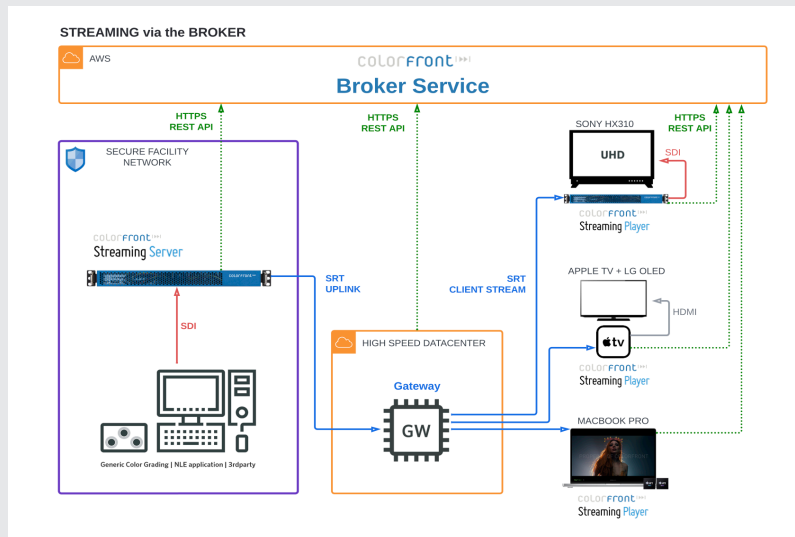 STREAMING via the BROKER
AWS
colorfront
Broker Service
HTTPS
REST API
HTTPS
REST API
HTTPS
REST API
SECURE FACILITY
NETWORK
colorfront
Streaming Server
colorfront
SDI
Generic Color Grading | NLE application | 3rdparty
SRT
UPLINK
HIGH SPEED DATACENTER
Gateway
GW
SRT
CLIENT STREAM
SONY HX310
UHD
SDI
colorfront
Streaming Player
APPLE TV + LG OLED
HDMI
tv
colorfront
Streaming Player
MACBOOK PRO
colorfront
Streaming Player